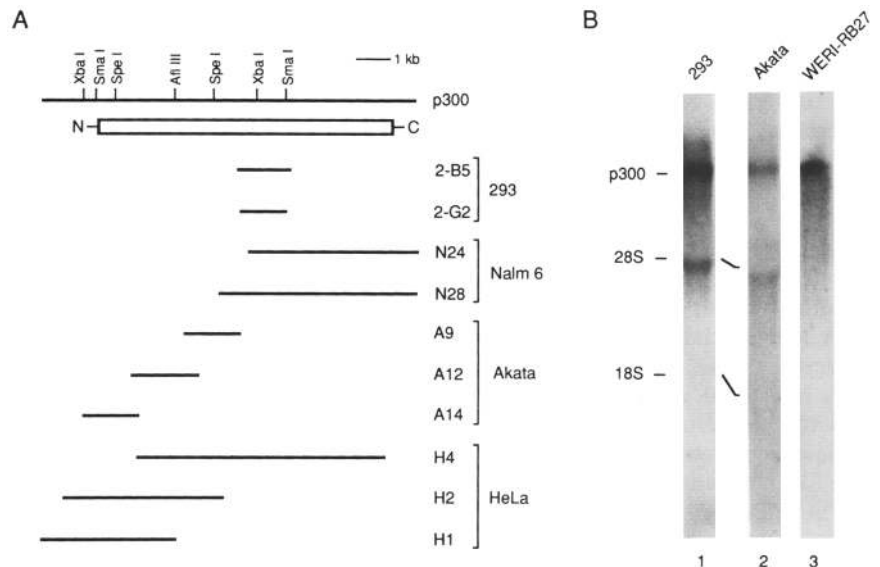 A
Xba I
Sma I
Spe I
Afl III
Spe I
Xba I
Sma I
1 kb
p300
N
C
2-B5
2-G2
293
N24
N28
Nalm 6
A9
A12
A14
Akata
H4
H2
H1
HeLa
B
293
Akata
WERI-RB27
p300
28S
18S
1
2
3